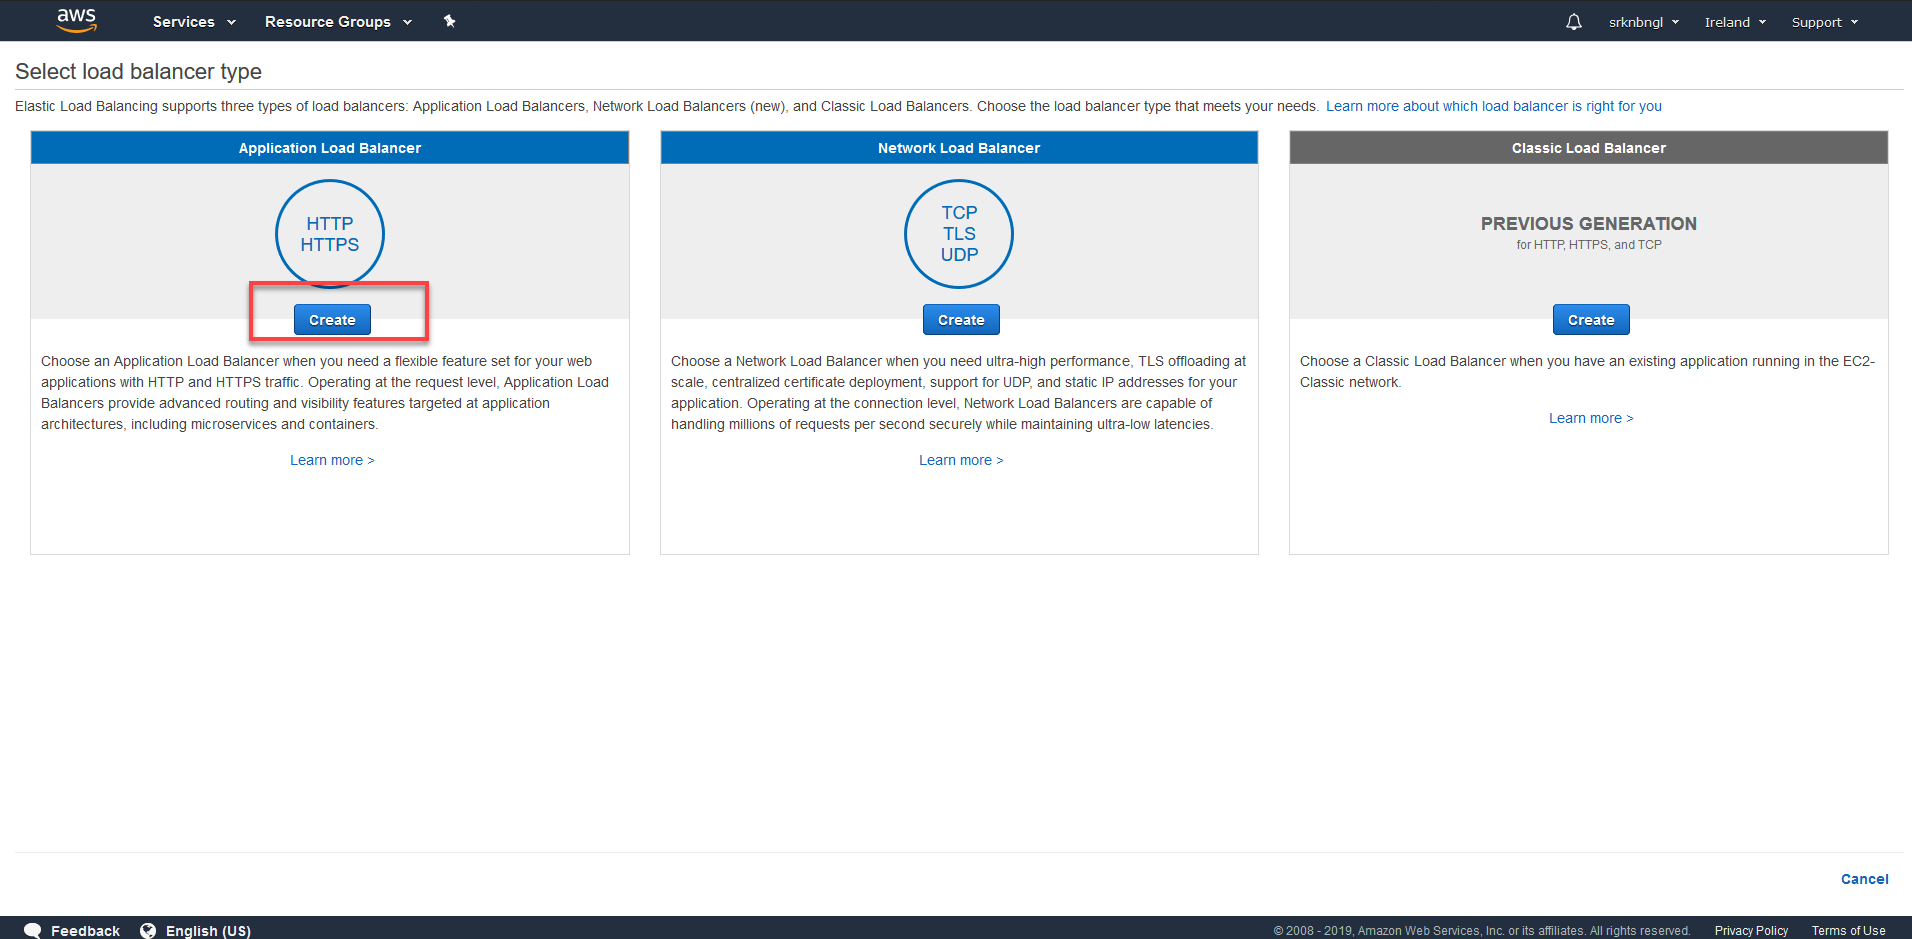 aws
Services
Resource Groups
srknbngl
Ireland
Support
Select load balancer type
Elastic Load Balancing supports three types of load balancers: Application Load Balancers, Network Load Balancers (new), and Classic Load Balancers. Choose the load balancer type that meets your needs. Learn more about which load balancer is right for you
Application Load Balancer
HTTP
HTTPS
Create
Choose an Application Load Balancer when you need a flexible feature set for your web
applications with HTTP and HTTPS traffic. Operating at the request level, Application Load
Balancers provide advanced routing and visibility features targeted at application
architectures, including microservices and containers.
Learn more >
Network Load Balancer
TCP
TLS
UDP
Create
Choose a Network Load Balancer when you need ultra-high performance, TLS offloading at
scale, centralized certificate deployment, support for UDP, and static IP addresses for your
application. Operating at the connection level, Network Load Balancers are capable of
handling millions of requests per second securely while maintaining ultra-low latencies.
Learn more >
Classic Load Balancer
PREVIOUS GENERATION
for HTTP, HTTPS, and TCP
Create
Choose a Classic Load Balancer when you have an existing application running in the EC2-
Classic network.
Learn more >
Cancel
Feedback
English (US)
© 2008 - 2019, Amazon Web Services, Inc. or its affiliates. All rights reserved.
Privacy Policy
Terms of Use